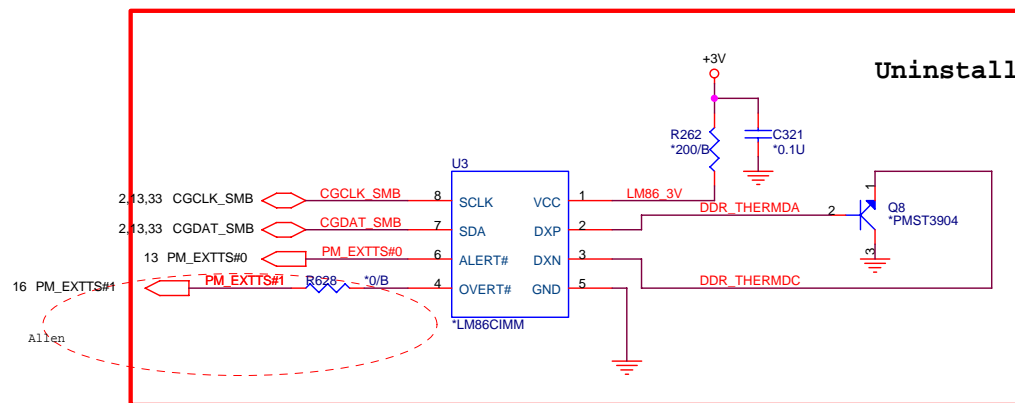 +3V
Uninstall
R262
*200/B
C321
*0.1U
U3
2,13,33 CGCLK_SMB CGCLK_SMB 8 SCLK VCC 1 LM86_3V
DDR_THERMDA
1
2
Q8
*PMST3904
3
2,13,33 CGDAT_SMB CGDAT_SMB 7 SDA DXP 2
13 PM_EXTTS#0 PM_EXTTS#0 6 ALERT# DXN 3
16 PM_EXTTS#1 PM_EXTTS#1 R628 *0/B 4 OVERT# GND 5
DDR_THERMDC
*LM86CIMM
Allen